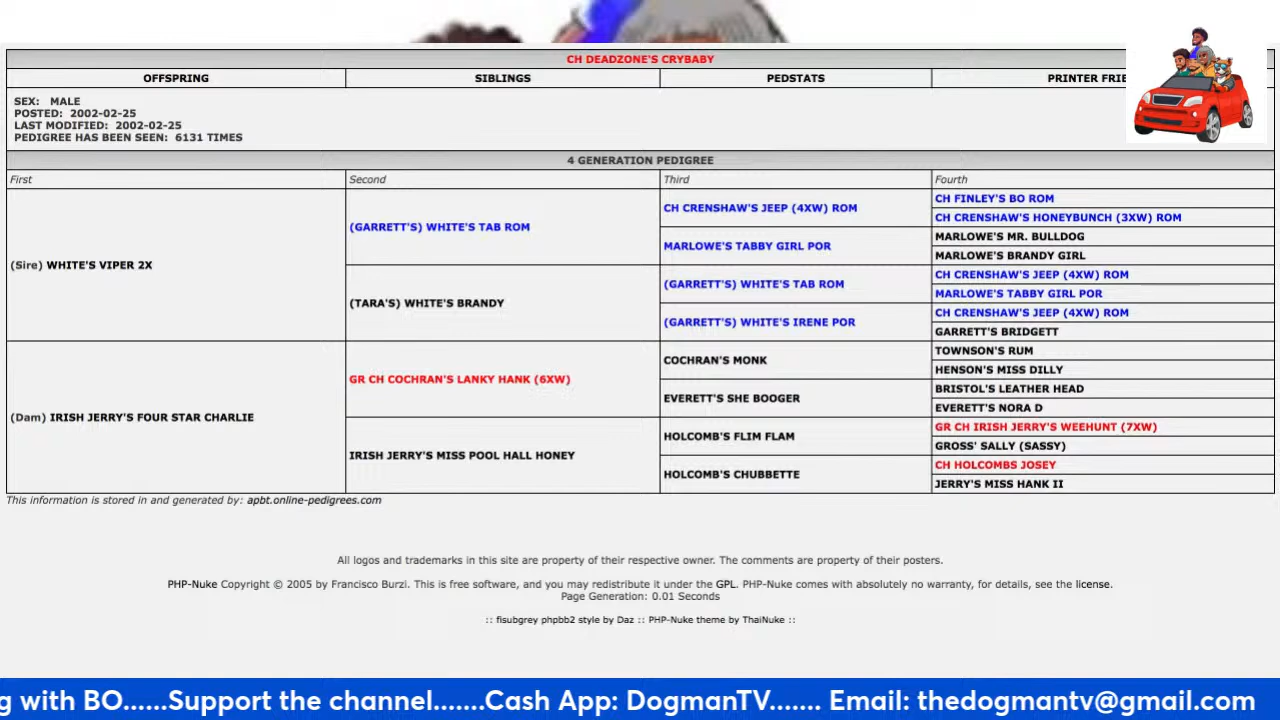 CH DEADZONE'S CRYBABY
OFFSPRING SIBLINGS PEDSTATS PRINTER FRIE
SEX: MALE
POSTED: 2002-02-25
LAST MODIFIED: 2002-02-25
PEDIGREE HAS BEEN SEEN: 6131 TIMES
4 GENERATION PEDIGREE
First Second Third Fourth
(Sire) WHITE'S VIPER 2X
(GARRETT'S) WHITE'S TAB ROM
CH CRENSHAW'S JEEP (4XW) ROM
CH FINLEY'S BO ROM
CH CRENSHAW'S HONEYBUNCH (3XW) ROM
MARLOWE'S TABBY GIRL POR
MARLOWE'S MR. BULLDOG
MARLOWE'S BRANDY GIRL
(TARA'S) WHITE'S BRANDY
(GARRETT'S) WHITE'S TAB ROM
CH CRENSHAW'S JEEP (4XW) ROM
MARLOWE'S TABBY GIRL POR
(GARRETT'S) WHITE'S IRENE POR
CH CRENSHAW'S JEEP (4XW) ROM
GARRETT'S BRIDGETT
(Dam) IRISH JERRY'S FOUR STAR CHARLIE
GR CH COCHRAN'S LANKY HANK (6XW)
COCHRAN'S MONK
TOWNSON'S RUM
HENSON'S MISS DILLY
EVERETT'S SHE BOOGER
BRISTOL'S LEATHER HEAD
EVERETT'S NORA D
IRISH JERRY'S MISS POOL HALL HONEY
HOLCOMB'S FLIM FLAM
GR CH IRISH JERRY'S WEEHUNT (7XW)
GROSS' SALLY (SASSY)
HOLCOMB'S CHUBBETTE
CH HOLCOMBS JOSEY
JERRY'S MISS HANK II
This information is stored in and generated by: apbt.online-pedigrees.com
All logos and trademarks in this site are property of their respective owner. The comments are property of their posters.
PHP-Nuke Copyright © 2005 by Francisco Burzi. This is free software, and you may redistribute it under the GPL. PHP-Nuke comes with absolutely no warranty, for details, see the license.
Page Generation: 0.01 Seconds
:: fisubgrey phpbb2 style by Daz :: PHP-Nuke theme by ThaiNuke ::
g with BO......Support the channel.......Cash App: DogmanTV....... Email: thedogmantv@gmail.com